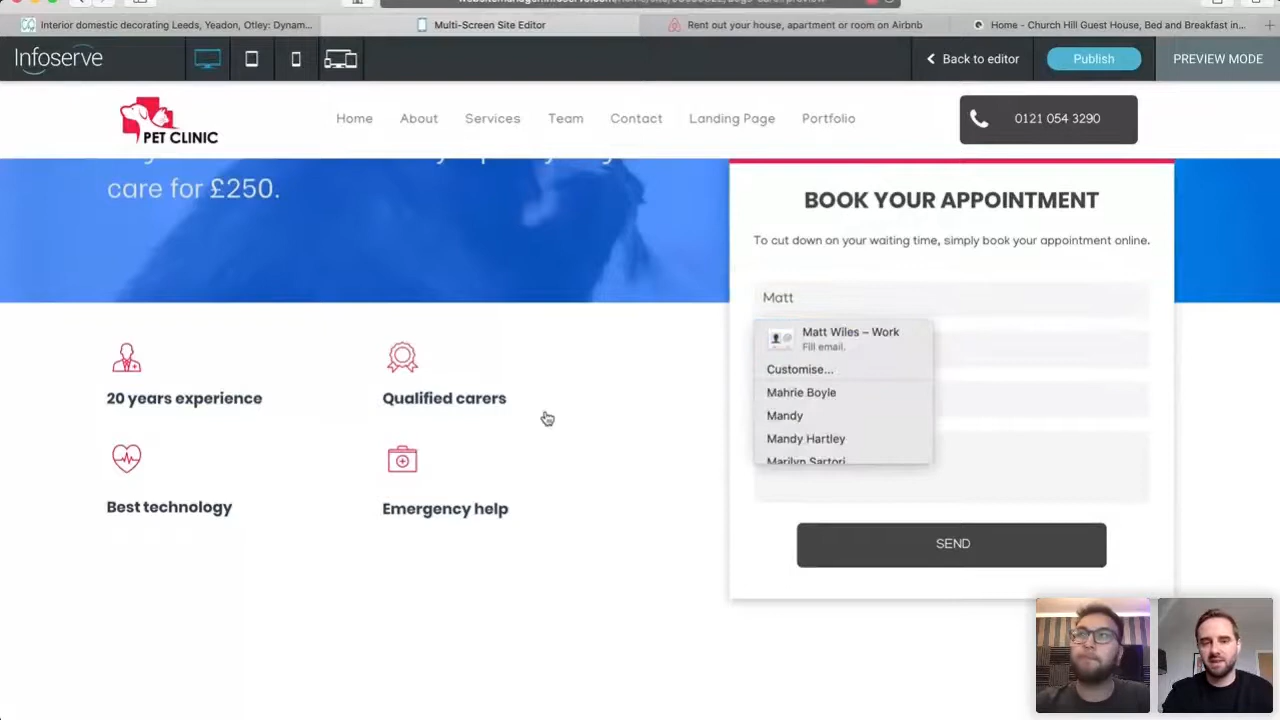 Interior domestic decorating Leeds, Yeadon, Otley: Dynam...
Multi-Screen Site Editor
Rent out your house, apartment or room on Airbnb
Home - Church Hill Guest House, Bed and Breakfast in...
Infoserve
Back to editor
Publish
PREVIEW MODE
PET CLINIC
Home
About
Services
Team
Contact
Landing Page
Portfolio
0121 054 3290
care for £250.
BOOK YOUR APPOINTMENT
To cut down on your waiting time, simply book your appointment online.
Matt
Matt Wiles – Work
Fill email.
Customise...
Mahrie Boyle
Mandy
Mandy Hartley
Marilyn Sartori
SEND
20 years experience
Qualified carers
Best technology
Emergency help